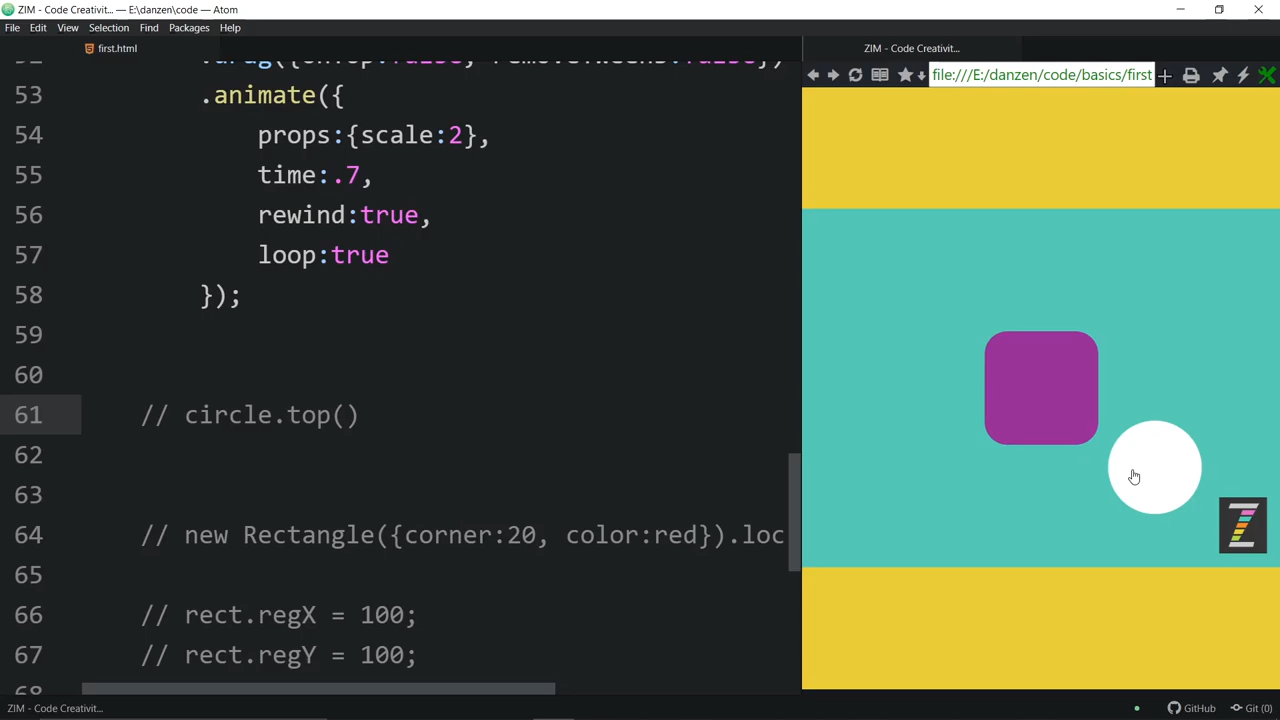 ZIM - Code Creativit... — E:\danzen\code — Atom
File Edit View Selection Find Packages Help
first.html
ZIM - Code Creativit...
file:///E:/danzen/code/basics/first
53 .animate({
54 props:{scale:2},
55 time:.7,
56 rewind:true,
57 loop:true
58 });
59
60
61 // circle.top()
62
63
64 // new Rectangle({corner:20, color:red}).loc
65
66 // rect.regX = 100;
67 // rect.regY = 100;
68
ZIM - Code Creativit...
GitHub
Git (0)